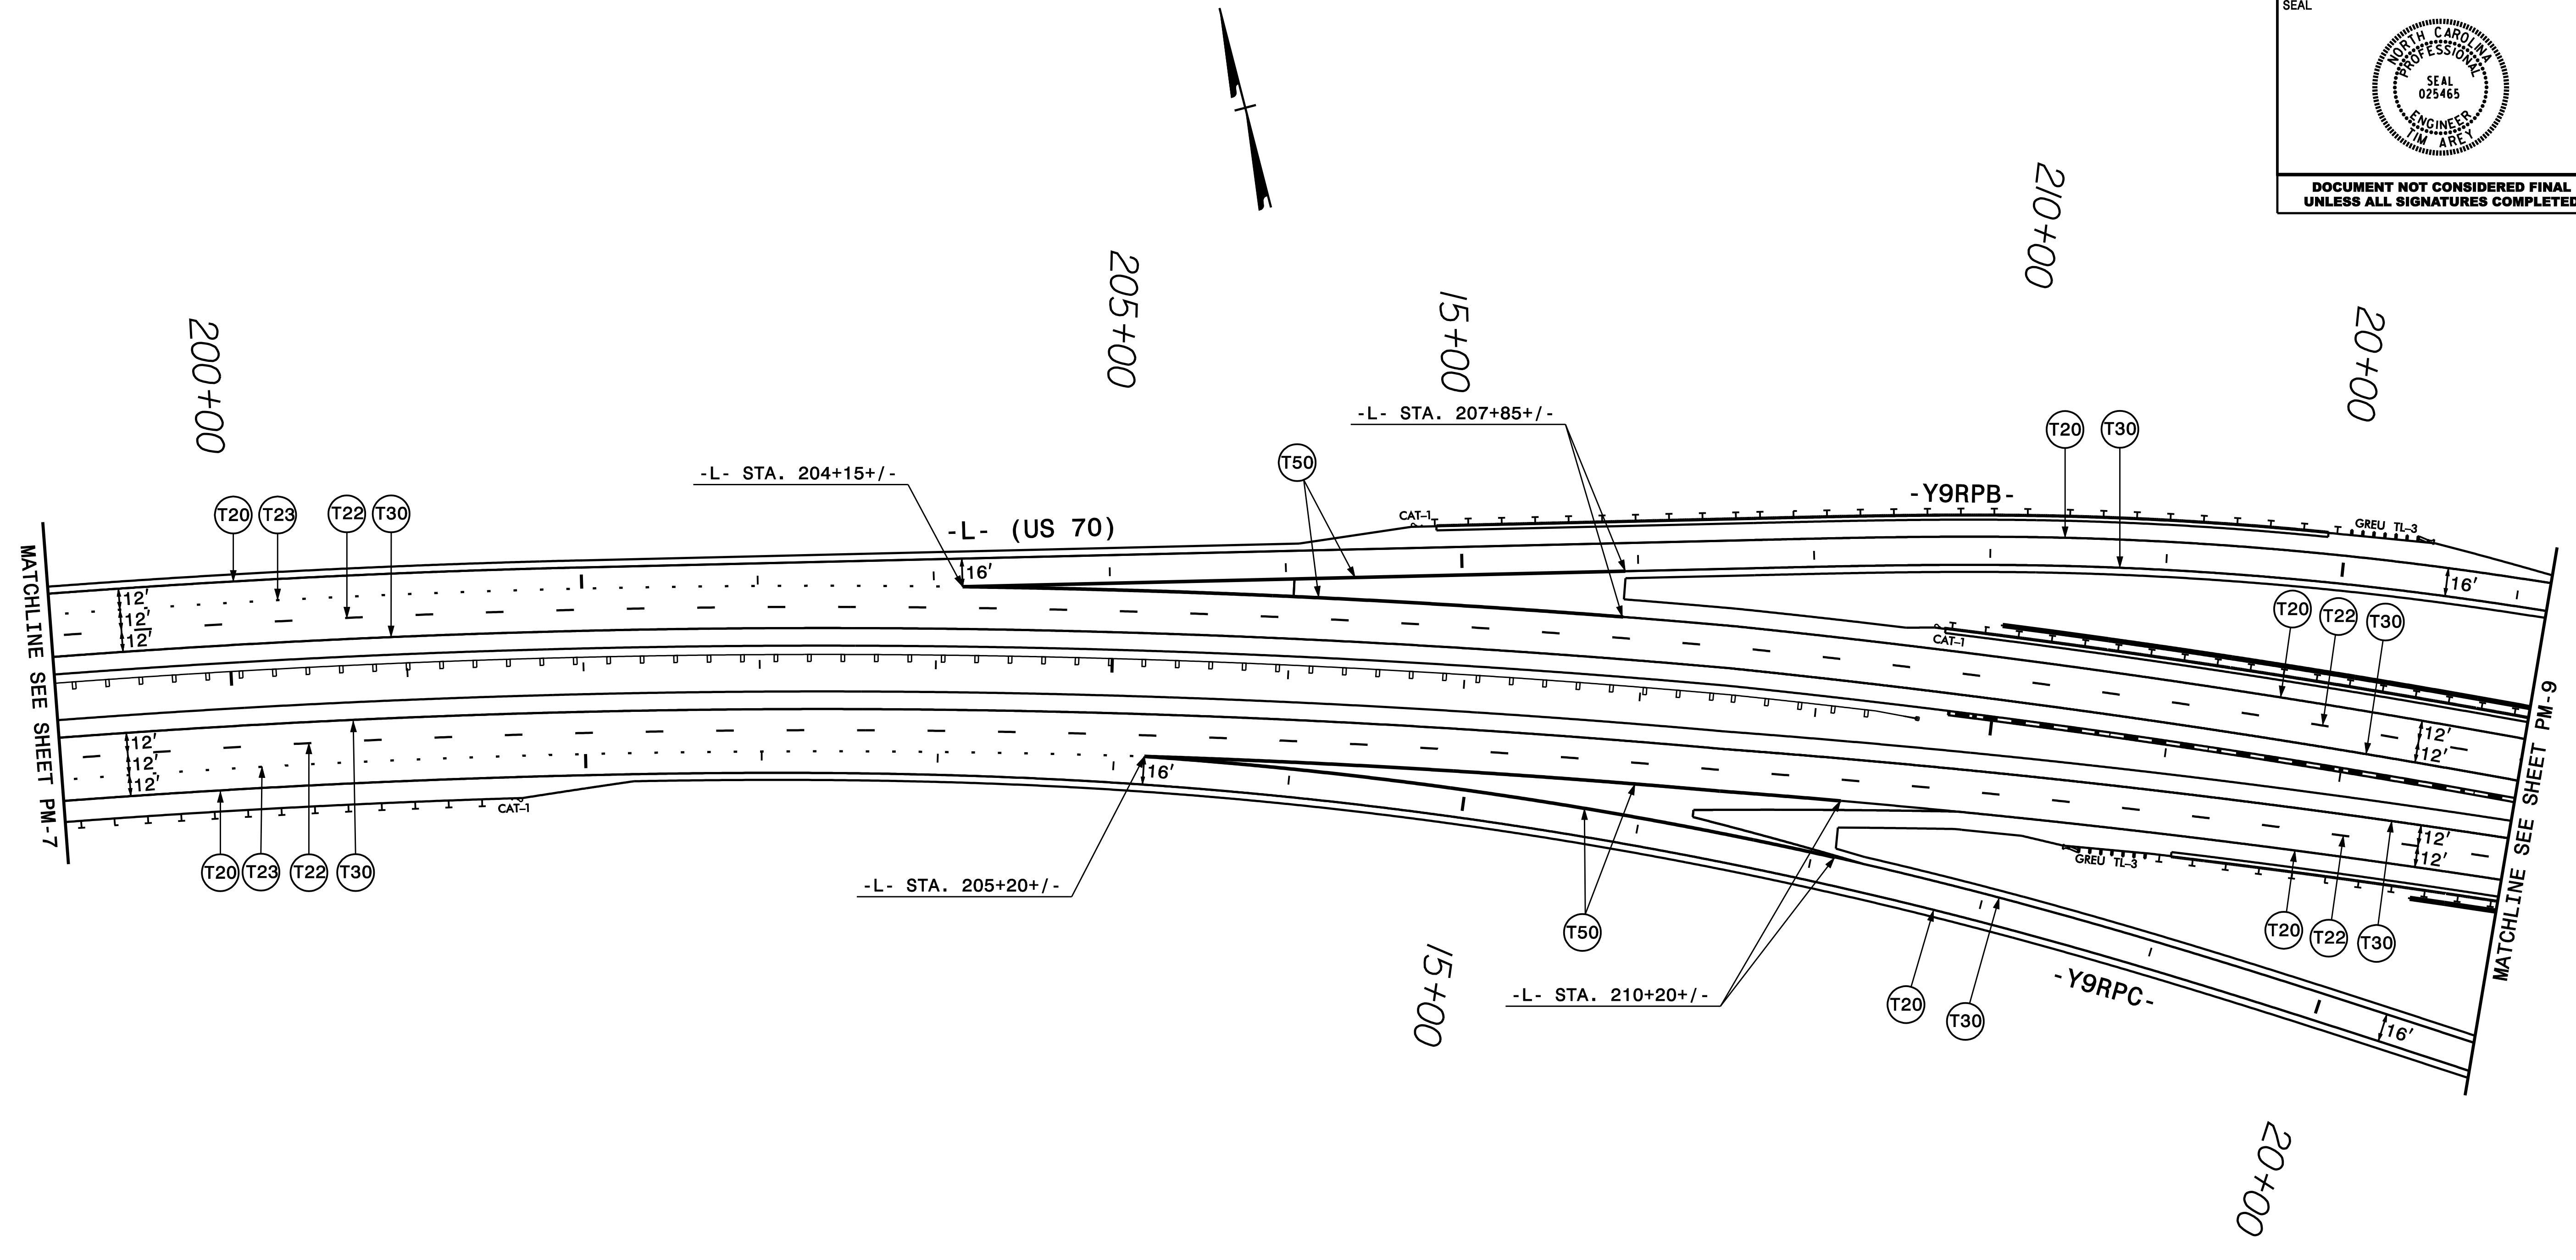 SEAL
NORTH CAROLINA
PROFESSIONAL
SEAL
025465
ENGINEER
TIM AREY
DOCUMENT NOT CONSIDERED FINAL
UNLESS ALL SIGNATURES COMPLETED
210+00
205+00
15+00
200+00
20+00
-L- STA. 207+85+/-
T20
T30
T50
-L- STA. 204+15+/-
-Y9RPB-
T20
T23
T22
T30
-L- (US 70)
CAT-1
GREU TL-3
MATCHLINE SEE SHEET PM-7
16'
16'
12'
12'
12'
T20
T22
T30
CAT-1
MATCHLINE SEE SHEET PM-9
12'
12'
12'
12'
12'
16'
CAT-1
12'
12'
GREU TL-3
T20
T23
T22
T30
-L- STA. 205+20+/-
T50
T20
T22
T30
15+00
-L- STA. 210+20+/-
T20
T30
-Y9RPC-
16'
20+00